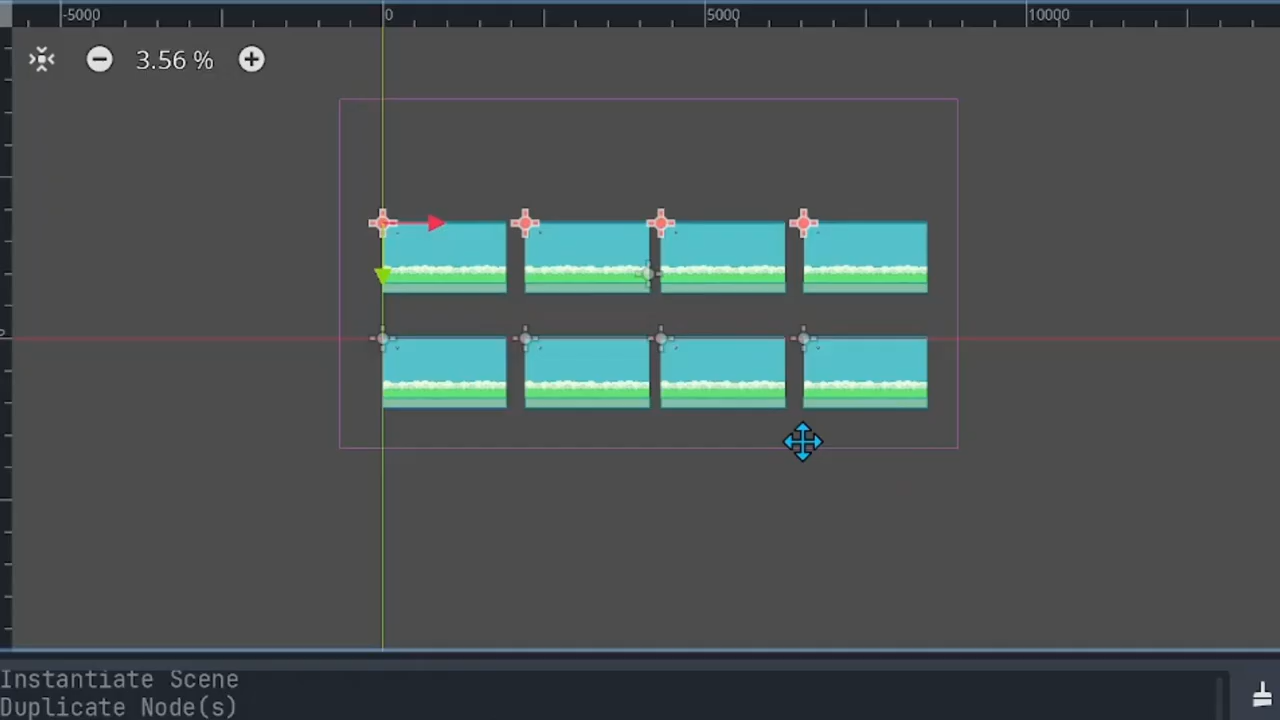 -5000 0 5000 10000
3.56 %
Instantiate Scene
Duplicate Node(s)